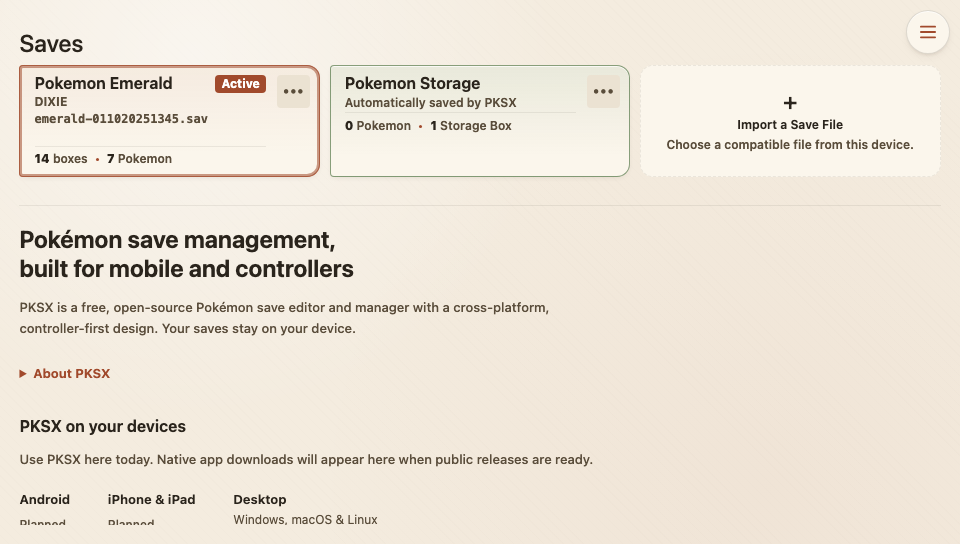 Saves
Pokemon Emerald
Active
DIXIE
emerald-011020251345.sav
14 boxes • 7 Pokemon
Pokemon Storage
Automatically saved by PKSX
0 Pokemon • 1 Storage Box
+
Import a Save File
Choose a compatible file from this device.
Pokémon save management,
built for mobile and controllers
PKSX is a free, open-source Pokémon save editor and manager with a cross-platform,
controller-first design. Your saves stay on your device.
About PKSX
PKSX on your devices
Use PKSX here today. Native app downloads will appear here when public releases are ready.
Android
iPhone & iPad
Desktop
Planned
Planned
Windows, macOS & Linux